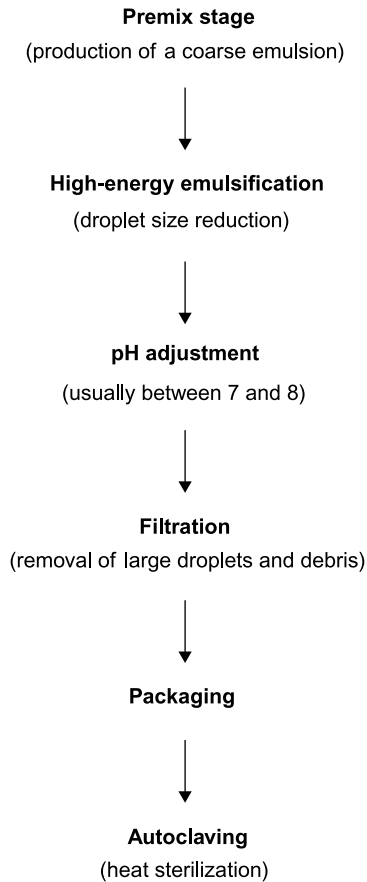 Premix stage
(production of a coarse emulsion)
High-energy emulsification
(droplet size reduction)
pH adjustment
(usually between 7 and 8)
Filtration
(removal of large droplets and debris)
Packaging
Autoclaving
(heat sterilization)